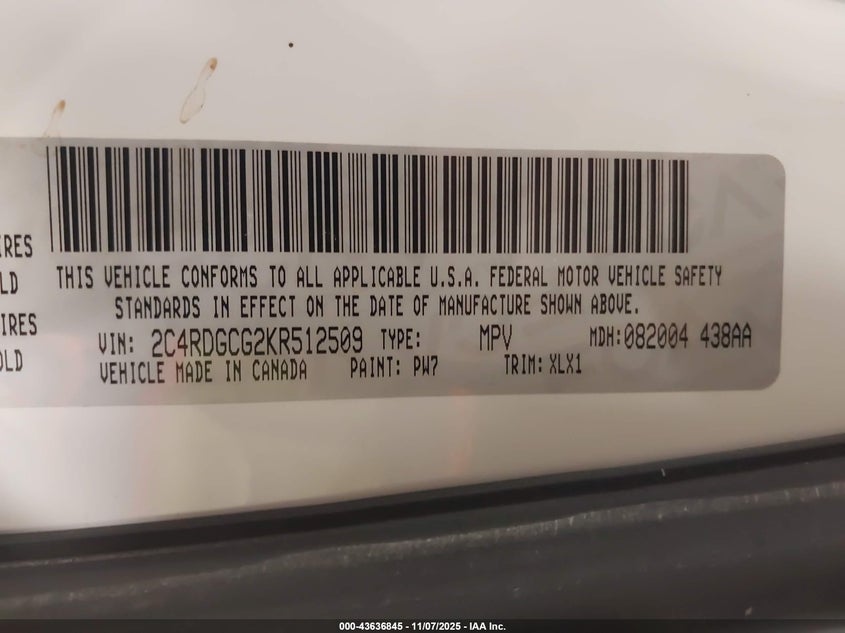 THIS VEHICLE CONFORMS TO ALL APPLICABLE U.S.A. FEDERAL MOTOR VEHICLE SAFETY
STANDARDS IN EFFECT ON THE DATE OF MANUFACTURE SHOWN ABOVE.
VIN: 2C4RDGCG2KR512509 TYPE: MPV MDH:082004 438AA
VEHICLE MADE IN CANADA PAINT: PW7 TRIM: XLX1
IRES
LD
IRES
OLD
000-43636845 - 11/07/2025 - IAA Inc.